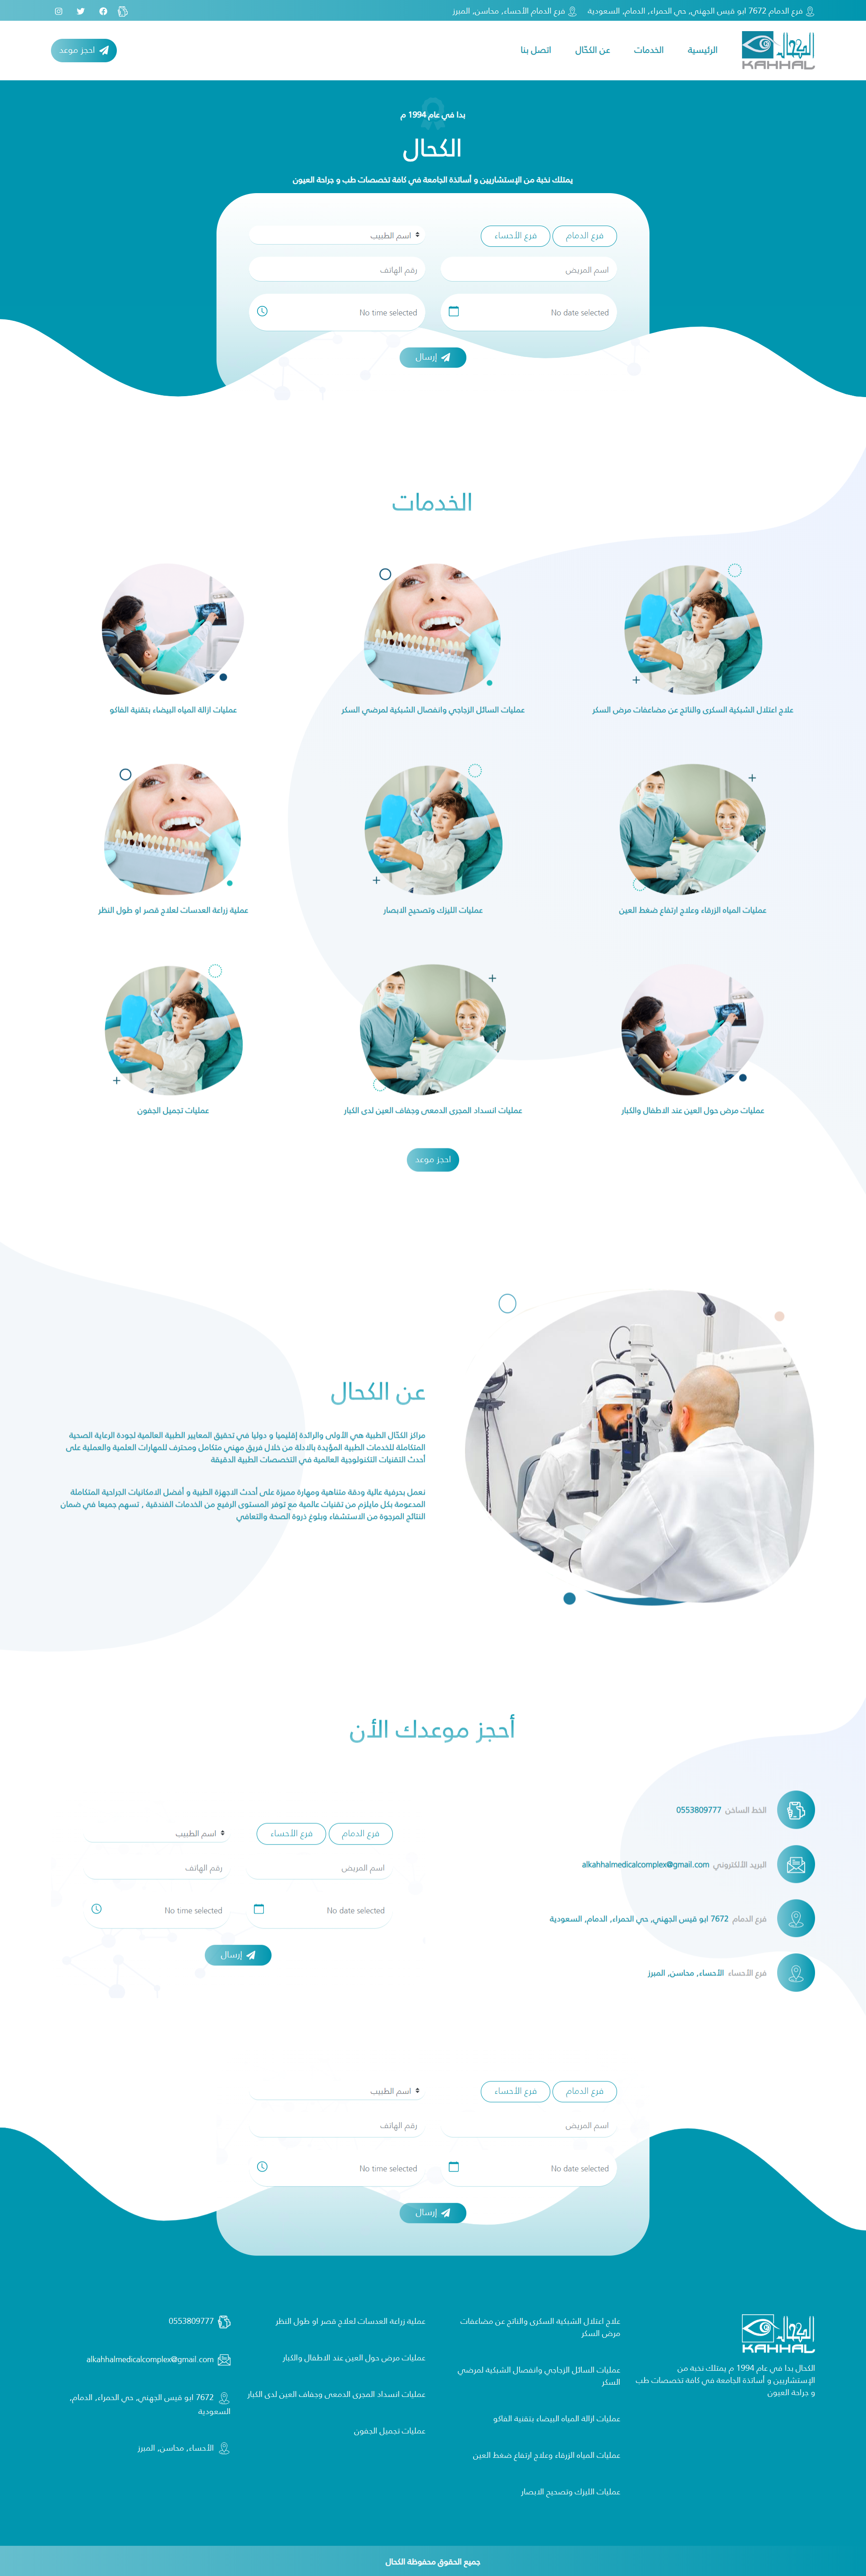 فرع الدمام 7672 ابو قيس الجهني, حي الحمراء, الدمام, السعودية
فرع الدمام الأحساء, محاسن, المبرز
الكحال
KAHHAL
الرئيسية
الخدمات
عن الكحّال
اتصل بنا
احجز موعد
بدا في عام 1994 م
الكحال
يمتلك نخبة من الإستشاريين و أساتذة الجامعة في كافة تخصصات طب و جراحة العيون
فرع الدمام
فرع الأحساء
اسم الطبيب
اسم المريض
رقم الهاتف
No date selected
No time selected
إرسال
الخدمات
علاج اعتلال الشبكية السكرى والناتج عن مضاعفات مرض السكر
عمليات السائل الزجاجي وانفصال الشبكية لمرضي السكر
عمليات ازالة المياه البيضاء بتقنية الفاكو
عمليات المياه الزرقاء وعلاج ارتفاع ضغط العين
عمليات الليزك وتصحيح الابصار
عملية زراعة العدسات لعلاج قصر او طول النظر
عمليات مرض حول العين عند الاطفال والكبار
عمليات انسداد المجرى الدمعى وجفاف العين لدى الكبار
عمليات تجميل الجفون
احجز موعد
عن الكحال
مراكز الكحّال الطبية هي الأولى والرائدة إقليميا و دوليا في تحقيق المعايير الطبية العالمية لجودة الرعاية الصحية
المتكاملة للخدمات الطبية المؤيدة بالادلة من خلال فريق مهني متكامل ومحترف للمهارات العلمية والعملية على
أحدث التقنيات التكنولوجية العالمية في التخصصات الطبية الدقيقة
نعمل بحرفية عالية ودقة متناهية ومهارة مميزة على أحدث الاجهزة الطبية و أفضل الامكانيات الجراحية المتكاملة
المدعومة بكل مايلزم من تقنيات عالمية مع توفر المستوى الرفيع من الخدمات الفندقية , تسهم جميعا في ضمان
النتائج المرجوة من الاستشفاء وبلوغ ذروة الصحة والتعافي
أحجز موعدك الأن
الخط الساخن 0553809777
البريد الألكتروني alkahhalmedicalcomplex@gmail.com
فرع الدمام 7672 ابو قيس الجهني, حي الحمراء, الدمام, السعودية
فرع الأحساء الأحساء, محاسن, المبرز
فرع الدمام
فرع الأحساء
اسم الطبيب
اسم المريض
رقم الهاتف
No date selected
No time selected
إرسال
فرع الدمام
فرع الأحساء
اسم الطبيب
اسم المريض
رقم الهاتف
No date selected
No time selected
إرسال
الكحال
KAHHAL
الكحال بدا في عام 1994 م يمتلك نخبة من
الإستشاريين و أساتذة الجامعة في كافة تخصصات طب
و جراحة العيون
علاج اعتلال الشبكية السكرى والناتج عن مضاعفات
مرض السكر
عمليات السائل الزجاجي وانفصال الشبكية لمرضي
السكر
عمليات ازالة المياه البيضاء بتقنية الفاكو
عمليات المياه الزرقاء وعلاج ارتفاع ضغط العين
عمليات الليزك وتصحيح الابصار
عملية زراعة العدسات لعلاج قصر او طول النظر
عمليات مرض حول العين عند الاطفال والكبار
عمليات انسداد المجرى الدمعى وجفاف العين لدى الكبار
عمليات تجميل الجفون
0553809777
alkahhalmedicalcomplex@gmail.com
7672 ابو قيس الجهني, حي الحمراء, الدمام,
السعودية
الأحساء, محاسن, المبرز
جميع الحقوق محفوظة الكحال